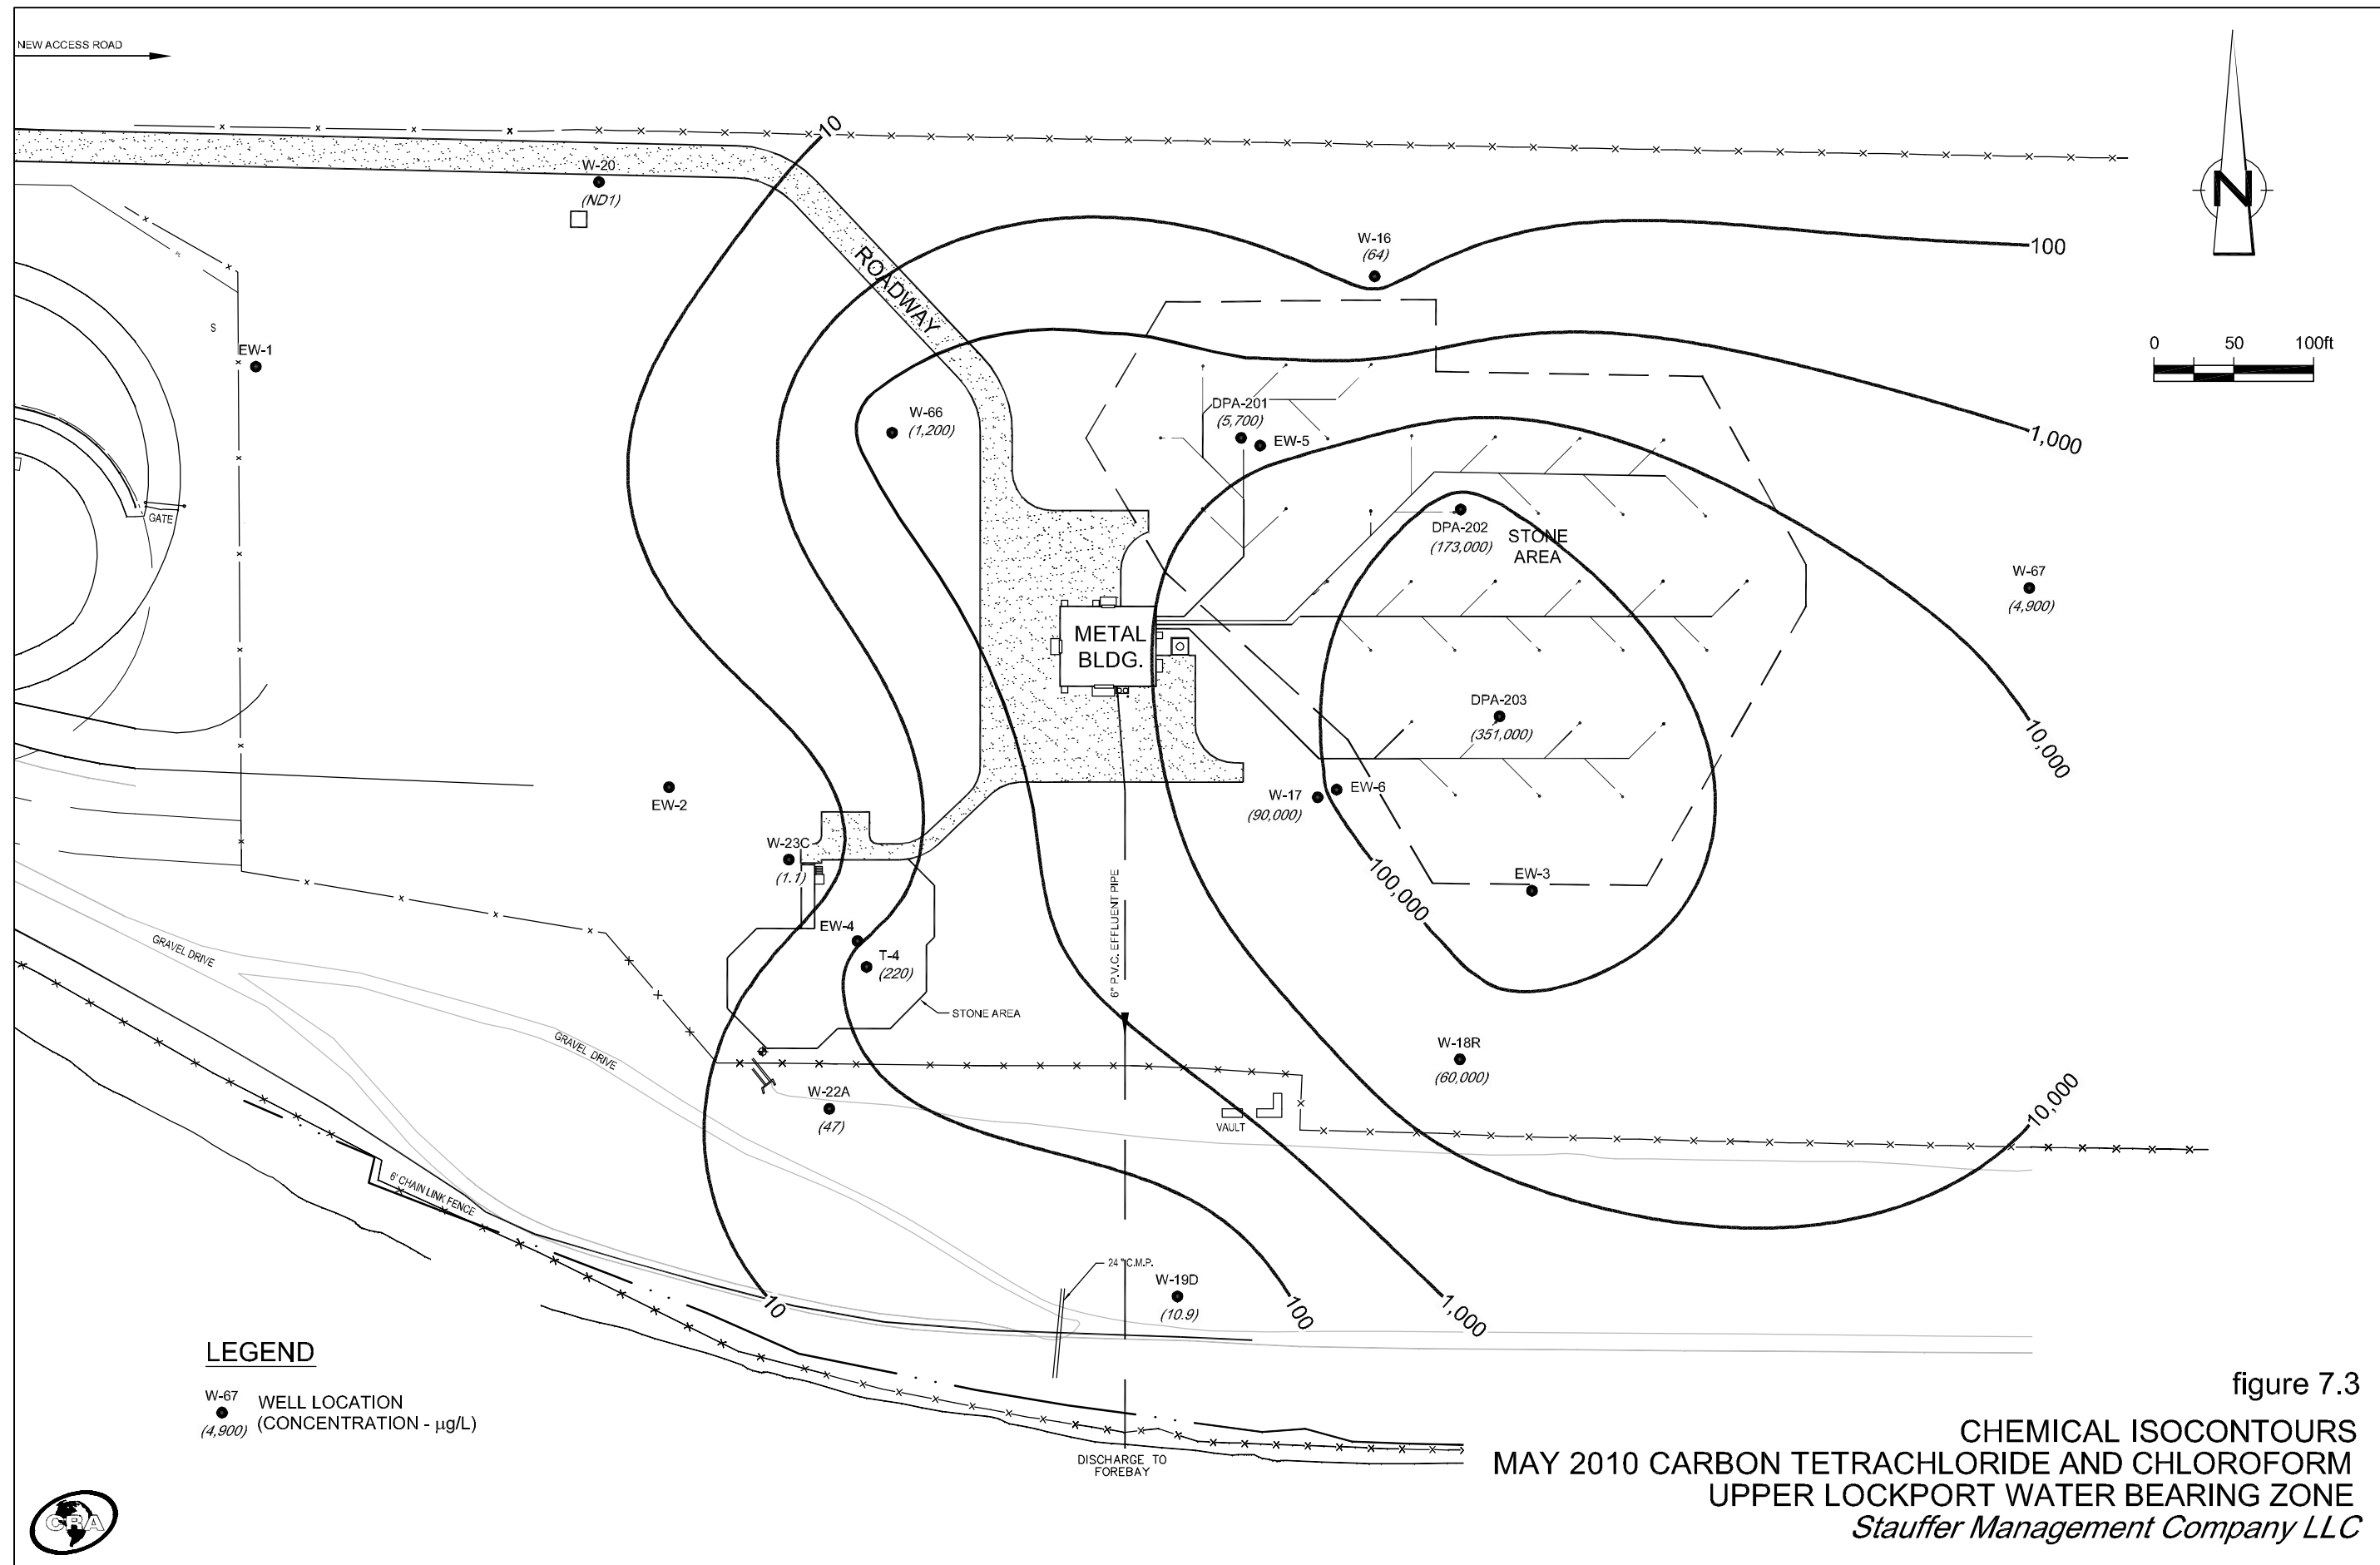 NEW ACCESS ROAD
10
W-20
(ND1)
N
ROADWAY
W-16
(64)
100
S
EW-1
0 50 100ft
W-66
(1,200)
DPA-201
(5,700)
EW-5
1,000
GATE
DPA-202
(173,000)
STONE
AREA
W-67
(4,900)
METAL
BLDG.
DPA-203
(351,000)
10,000
EW-2
W-17
(90,000)
EW-6
W-23C
(1.1)
100,000
EW-3
6" P.V.C. EFFLUENT PIPE
EW-4
T-4
(220)
GRAVEL DRIVE
STONE AREA
GRAVEL DRIVE
W-18R
(60,000)
W-22A
(47)
VAULT
10,000
6' CHAIN LINK FENCE
24" C.M.P.
W-19D
(10.9)
10
100
1,000
LEGEND
W-67
(4,900)
WELL LOCATION
(CONCENTRATION - µg/L)
DISCHARGE TO
FOREBAY
figure 7.3
CHEMICAL ISOCONTOURS
MAY 2010 CARBON TETRACHLORIDE AND CHLOROFORM
UPPER LOCKPORT WATER BEARING ZONE
Stauffer Management Company LLC
CRA